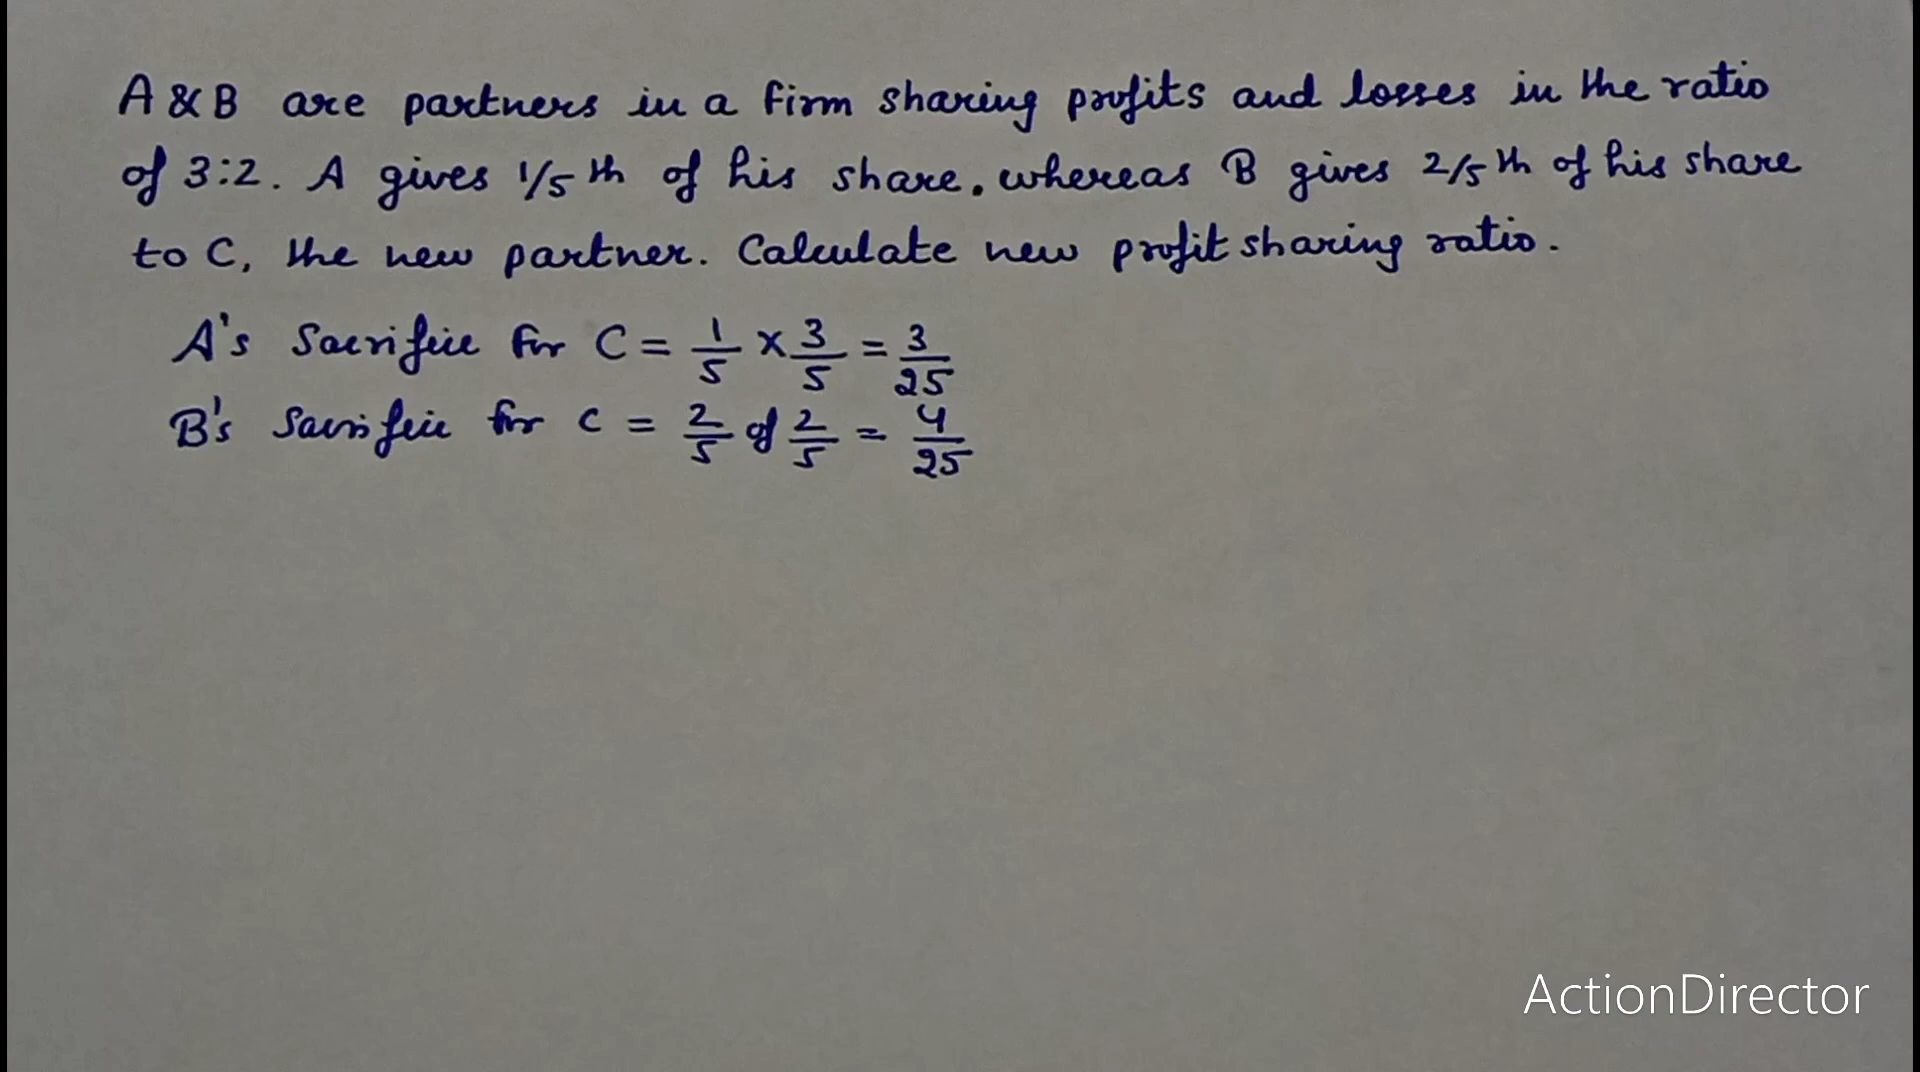 A & B are partners in a firm sharing profits and losses in the ratio
of 3:2. A gives 1/5th of his share. whereas B gives 2/5th of his share
to C, the new partner. Calculate new profit sharing ratio.
A's Sacrifice for C = 1/5 x 3/5 = 3/25
B's Sacrifice for C = 2/5 of 2/5 = 4/25
ActionDirector